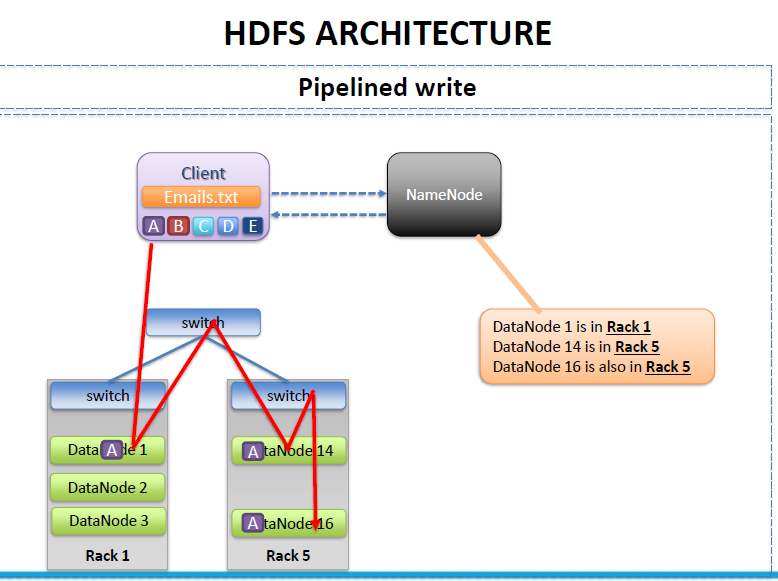 HDFS ARCHITECTURE
Pipelined write
Client
Emails.txt
A B C D E
NameNode
switch
DataNode 1 is in Rack 1
DataNode 14 is in Rack 5
DataNode 16 is also in Rack 5
switch
switch
Data A de 1
A taNode 14
DataNode 2
DataNode 3
A taNode 16
Rack 1
Rack 5